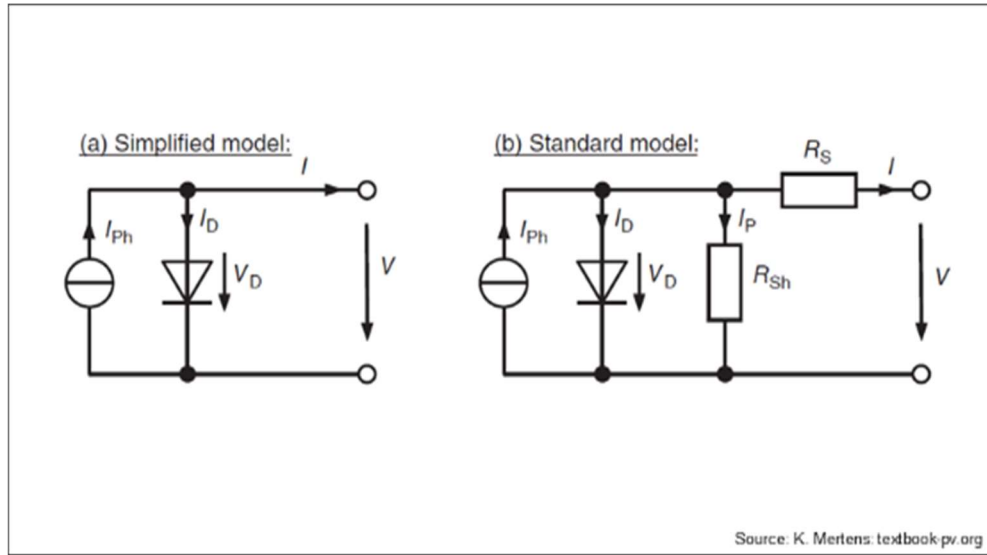 (a) Simplified model:
I
I_Ph
I_D
V_D
V
(b) Standard model:
R_S
I
I_Ph
I_D
V_D
I_P
R_Sh
V
Source: K. Mertens: textbook-pv.org